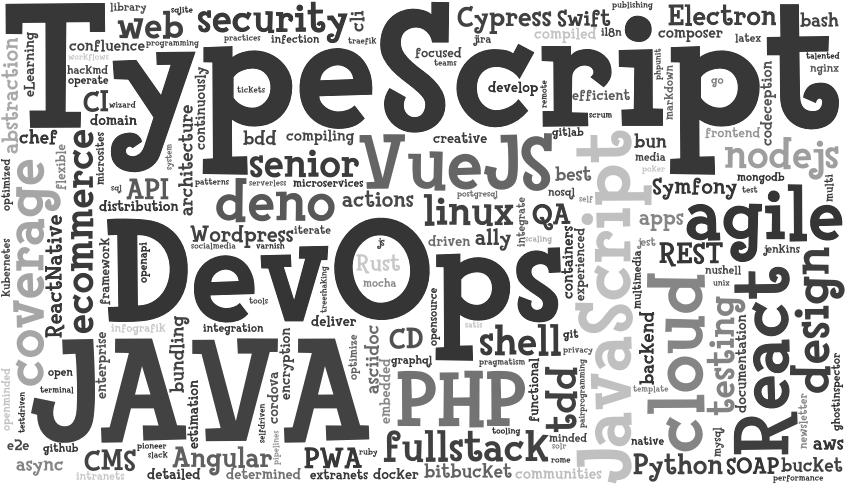 TypeScript
DevOps
JAVA
VueJS
JavaScript
PHP
React
cloud
agile
coverage
ecommerce
fullstack
deno
senior
security
web
linux
shell
design
testing
nodejs
Angular
Python
Electron
Cypress
Swift
library
sqlite
practices
infection
traefik
cli
confluence
programming
workflows
hackmd
operate
eLearning
abstraction
CI
wizard
domain
chef
microsites
flexible
optimized
Kubernetes
ReactNative
sql
API
system
distribution
architecture
continuously
patterns
bdd
compiling
tickets
serverless
microservices
actions
creative
focused
teams
jira
compiled
il8n
publishing
composer
latex
bash
talented
nginx
phpunit
markdown
go
codeception
develop
remote
efficient
scrum
gitlab
bun
media
poker
frontend
mongodb
test
multi
best
postgresql
nosql
self
Symfony
apps
jest
REST
jenkins
nushell
unix
multimedia
QA
integrate
scaling
containers
experienced
ally
driven
Wordpress
iterate
socialmedia
varnish
js
Rust
mocha
treeshaking
tools
framework
openapi
infografik
integration
deliver
opensource
satis
CD
graphql
git
privacy
pragmatism
asciidoc
optimize
embedded
functional
tdd
pairprogramming
backend
template
documentation
newsletter
ghostinspector
mysql
native
aws
SOAP
bucket
performance
minded
solr
rome
tooling
communities
bitbucket
docker
extranets
ruby
PWA
determined
pipelines
selfdriven
cordova
encryption
bundling
estimation
enterprise
open
terminal
openminded
testdriven
e2e
github
async
intranets
CMS
pioneer
slack
detailed